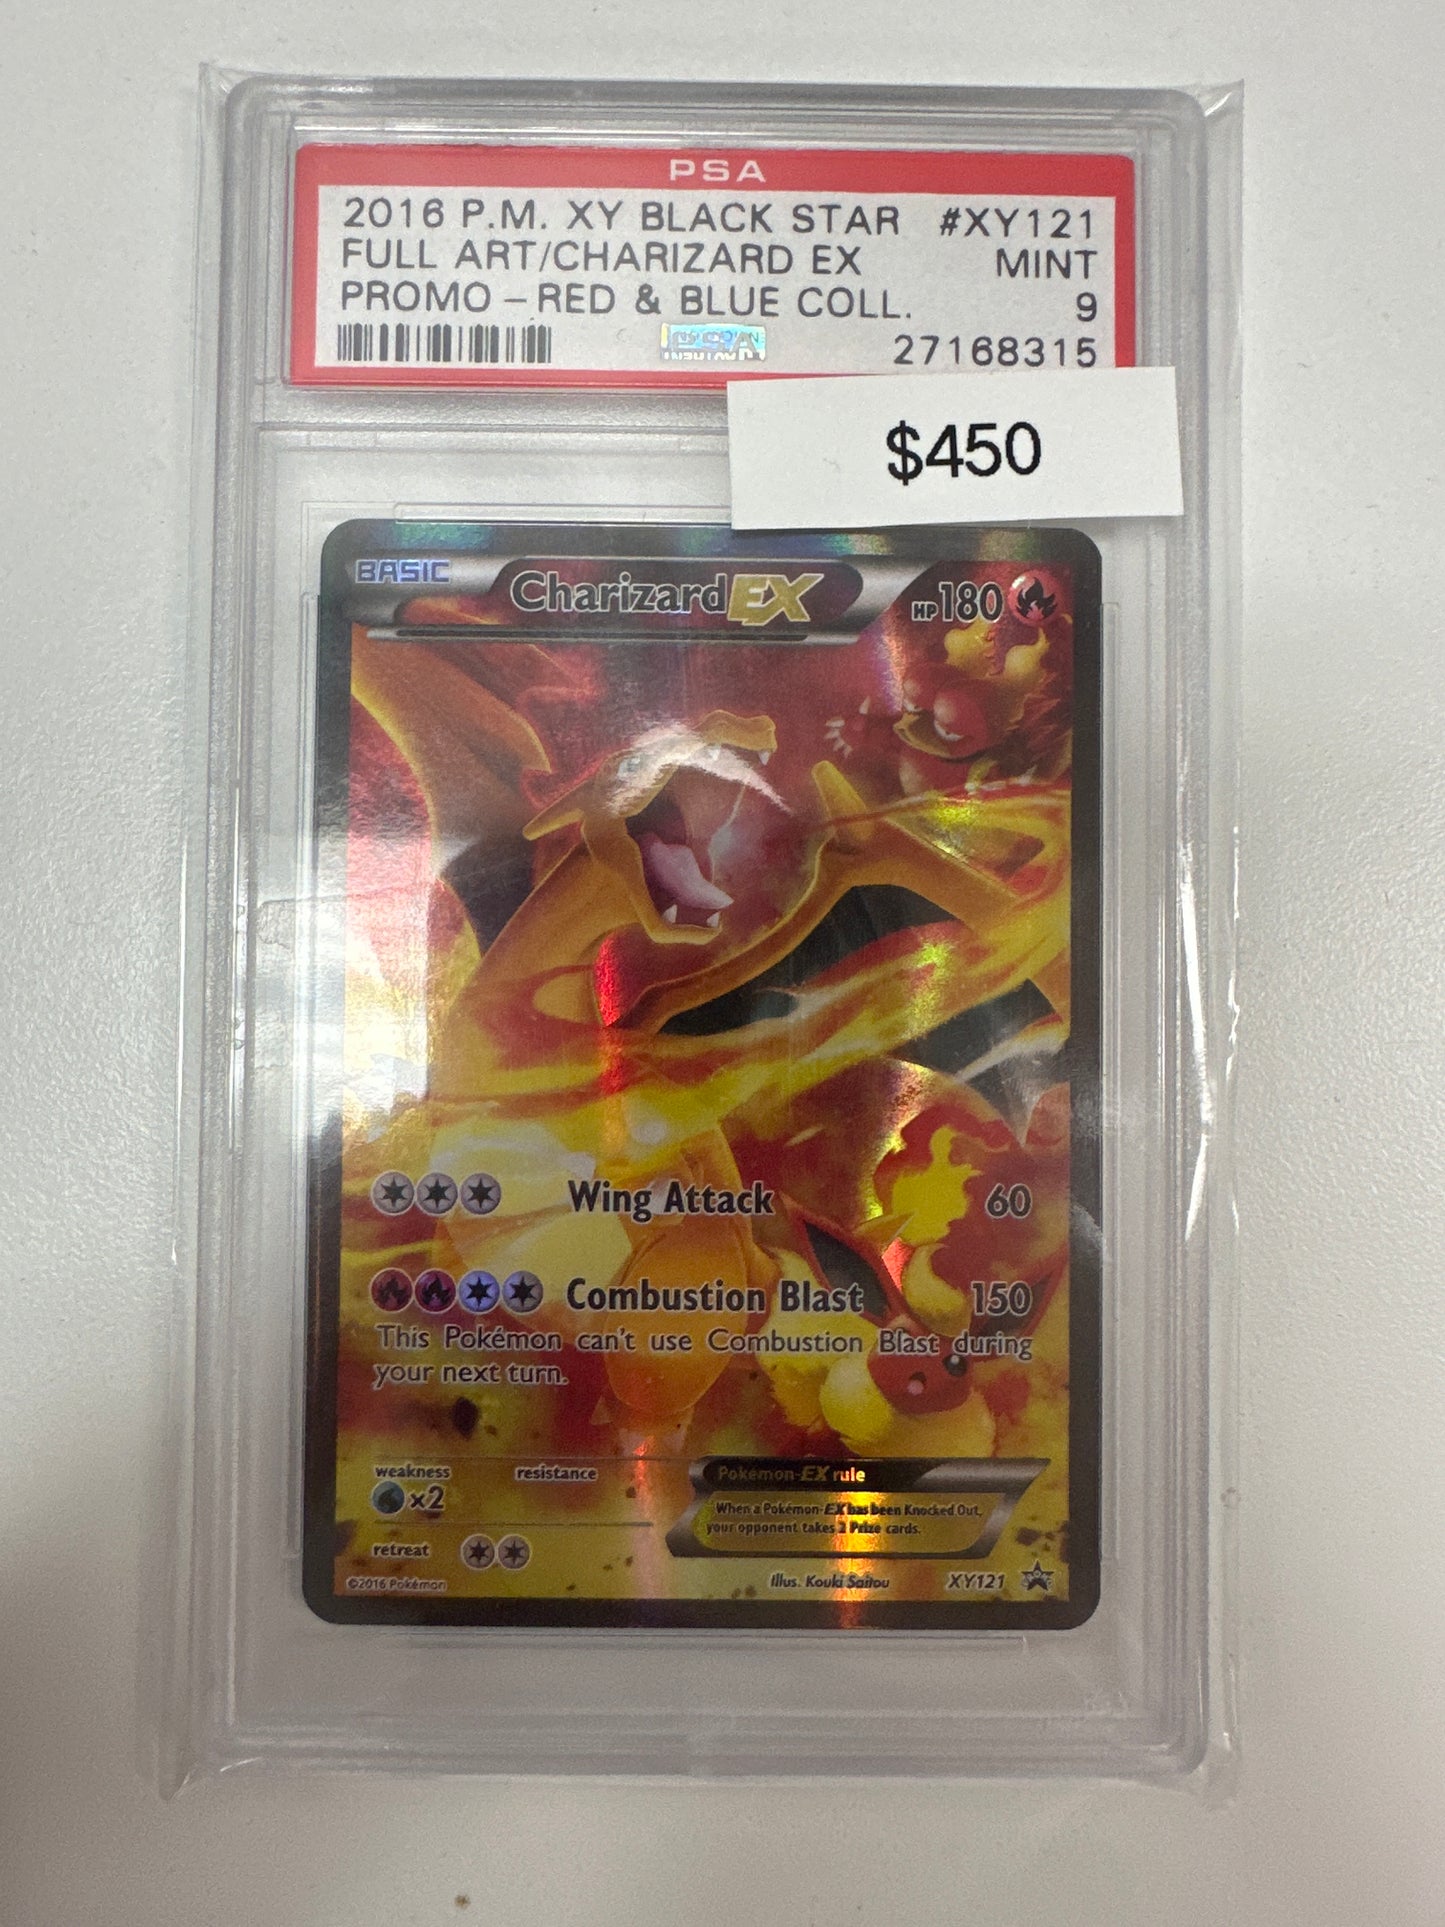 PSA
2016 P.M. XY BLACK STAR #XY121
FULL ART/CHARIZARD EX MINT
PROMO - RED & BLUE COLL. 9
PSA
27168315
$450
BASIC Charizard EX HP180
Wing Attack 60
Combustion Blast 150
This Pokémon can't use Combustion Blast during
your next turn.
weakness resistance
x2
Pokémon-EX rule
When a Pokémon-EX has been Knocked Out,
your opponent takes 2 Prize cards.
retreat
©2016 Pokémon Illus. Kouki Saitou XY121